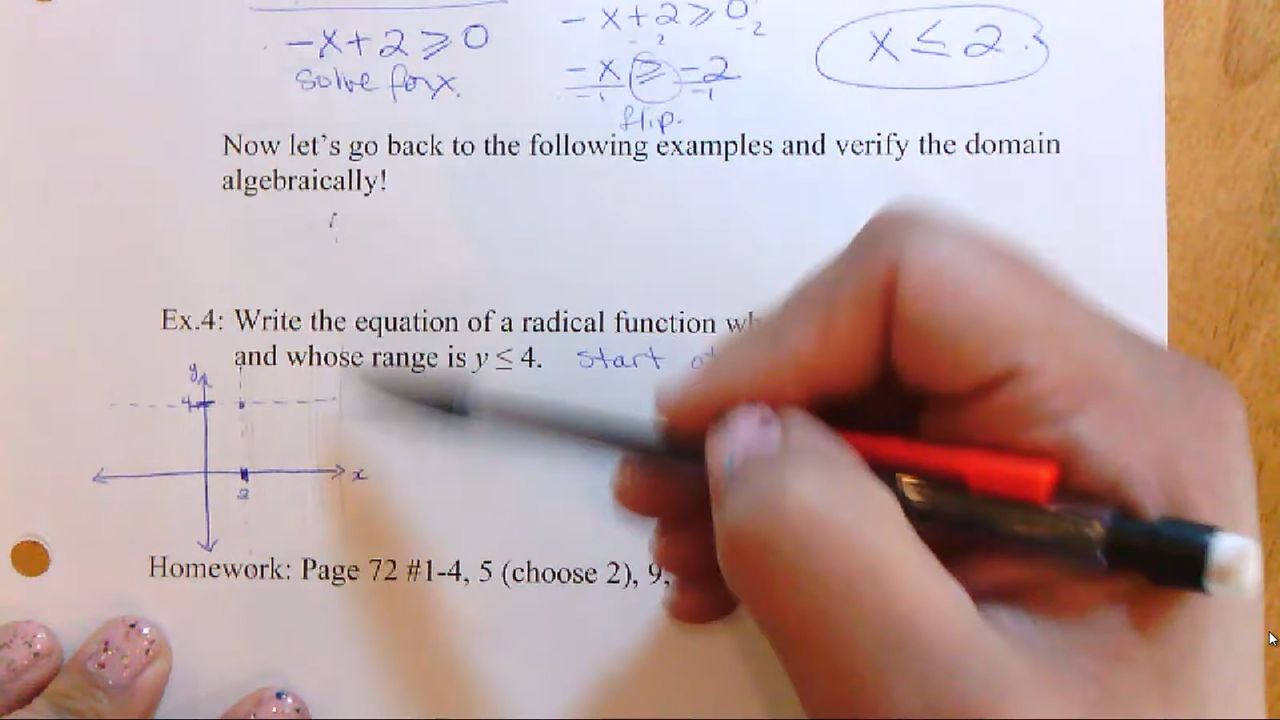 -x+2≥0
solve for x.
-x+2≥0
-2 -2
-x ≥ -2
-1 -1
flip.
x ≤ 2
Now let's go back to the following examples and verify the domain
algebraically!
Ex.4: Write the equation of a radical function
and whose range is y ≤ 4. start
y
4
x
2
Homework: Page 72 #1-4, 5 (choose 2), 9,